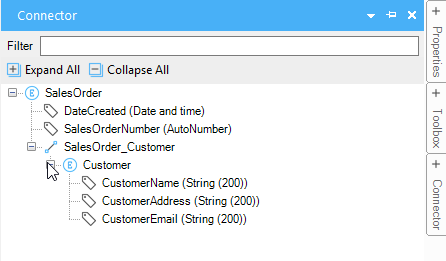 Connector
Filter
Expand All Collapse All
SalesOrder
DateCreated (Date and time)
SalesOrderNumber (AutoNumber)
SalesOrder_Customer
Customer
CustomerName (String (200))
CustomerAddress (String (200))
CustomerEmail (String (200))
Properties
Toolbox
Connector